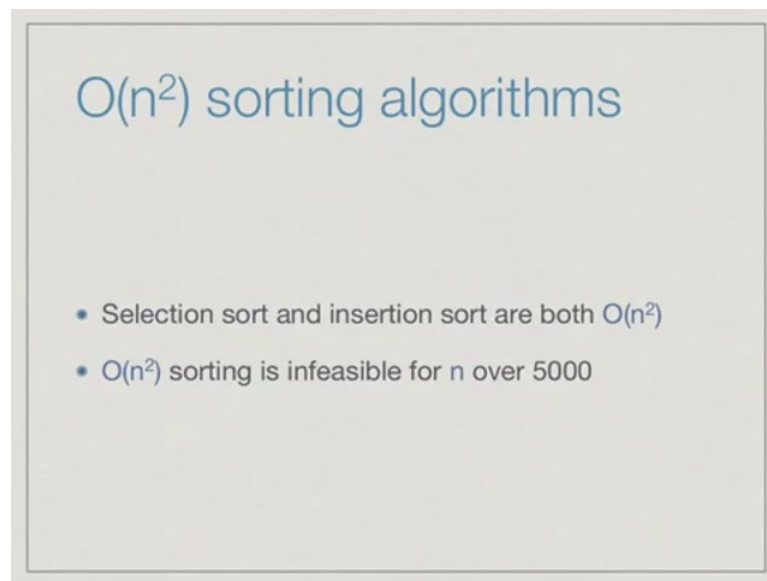 O(n²) sorting algorithms
Selection sort and insertion sort are both O(n²)
O(n²) sorting is infeasible for n over 5000